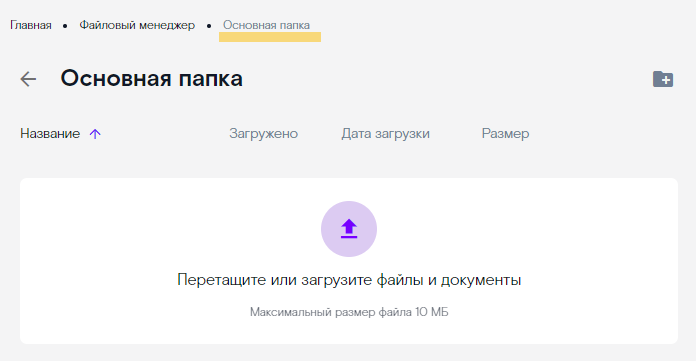 Главная • Файловый менеджер • Основная папка
Основная папка
Название Загружено Дата загрузки Размер
Перетащите или загрузите файлы и документы
Максимальный размер файла 10 МБ